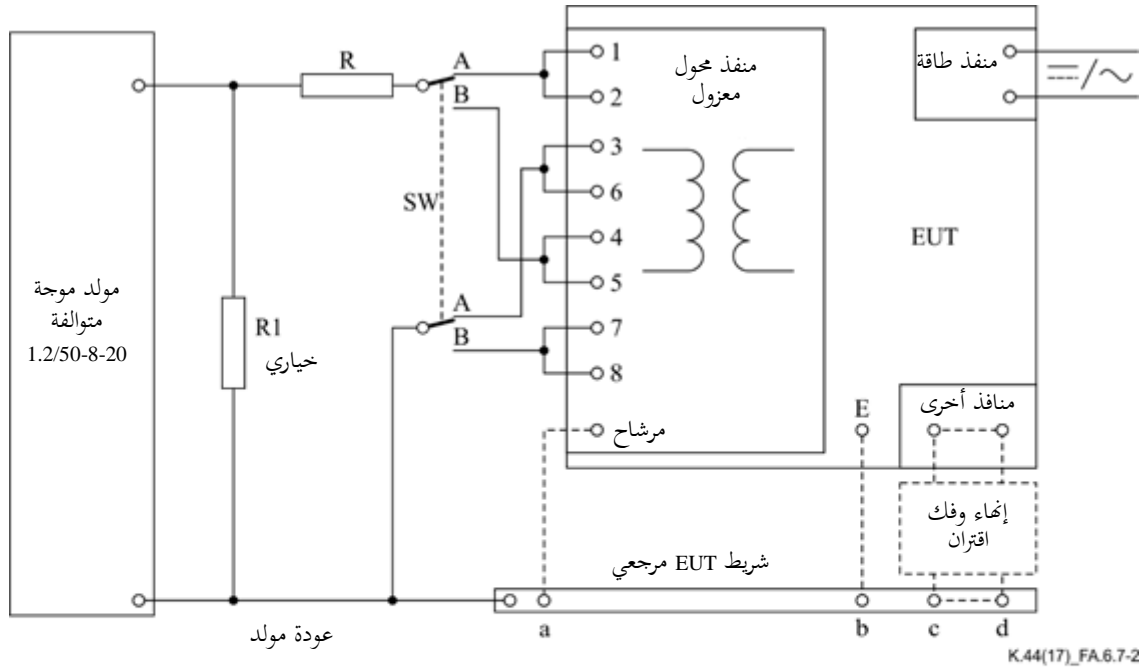 مولد موجة
متوالفة
1.2/50-8-20
R
R1
خياري
SW
A
B
A
B
منفذ محول
معزول
1
2
3
6
4
5
7
8
مرشاح
منفذ طاقة
EUT
E
منافذ أخرى
إنهاء وفك
اقتران
شريط EUT مرجعي
عودة مولد
a
b
c
d
K.44(17)_FA.6.7-2